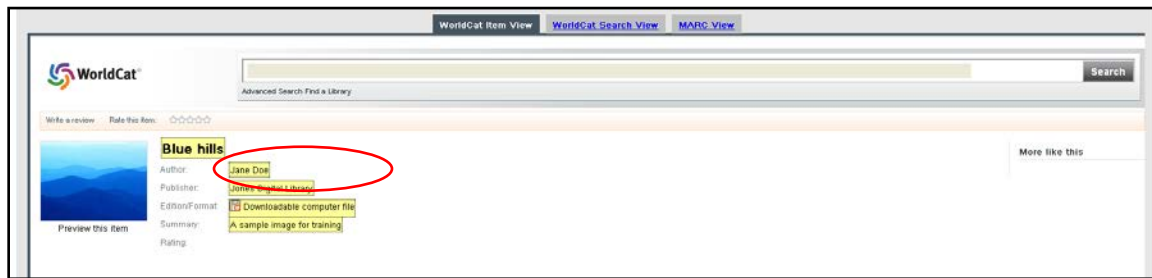 WorldCat Item View WorldCat Search View MARC View
WorldCat
Search
Advanced Search Find a Library
Write a review Rate this item:
Blue hills
Author: Jane Doe
Publisher: Jones Digital Library
Edition/Format: Downloadable computer file
Summary: A sample image for training
Rating:
Preview this item
More like this